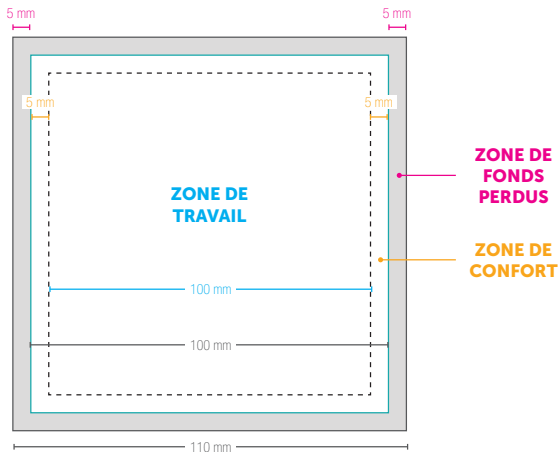 5 mm
5 mm
5 mm
5 mm
ZONE DE
FONDS
PERDUS
ZONE DE
TRAVAIL
ZONE DE
CONFORT
100 mm
100 mm
110 mm